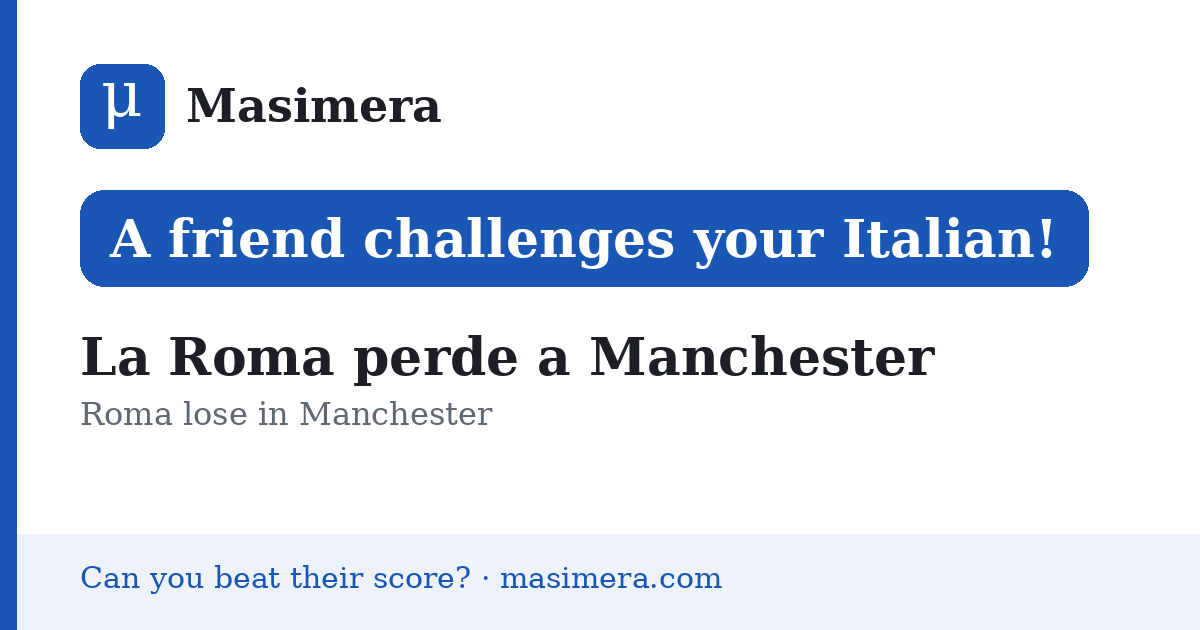 μ
Masimera
A friend challenges your Italian!
La Roma perde a Manchester
Roma lose in Manchester
Can you beat their score? · masimera.com